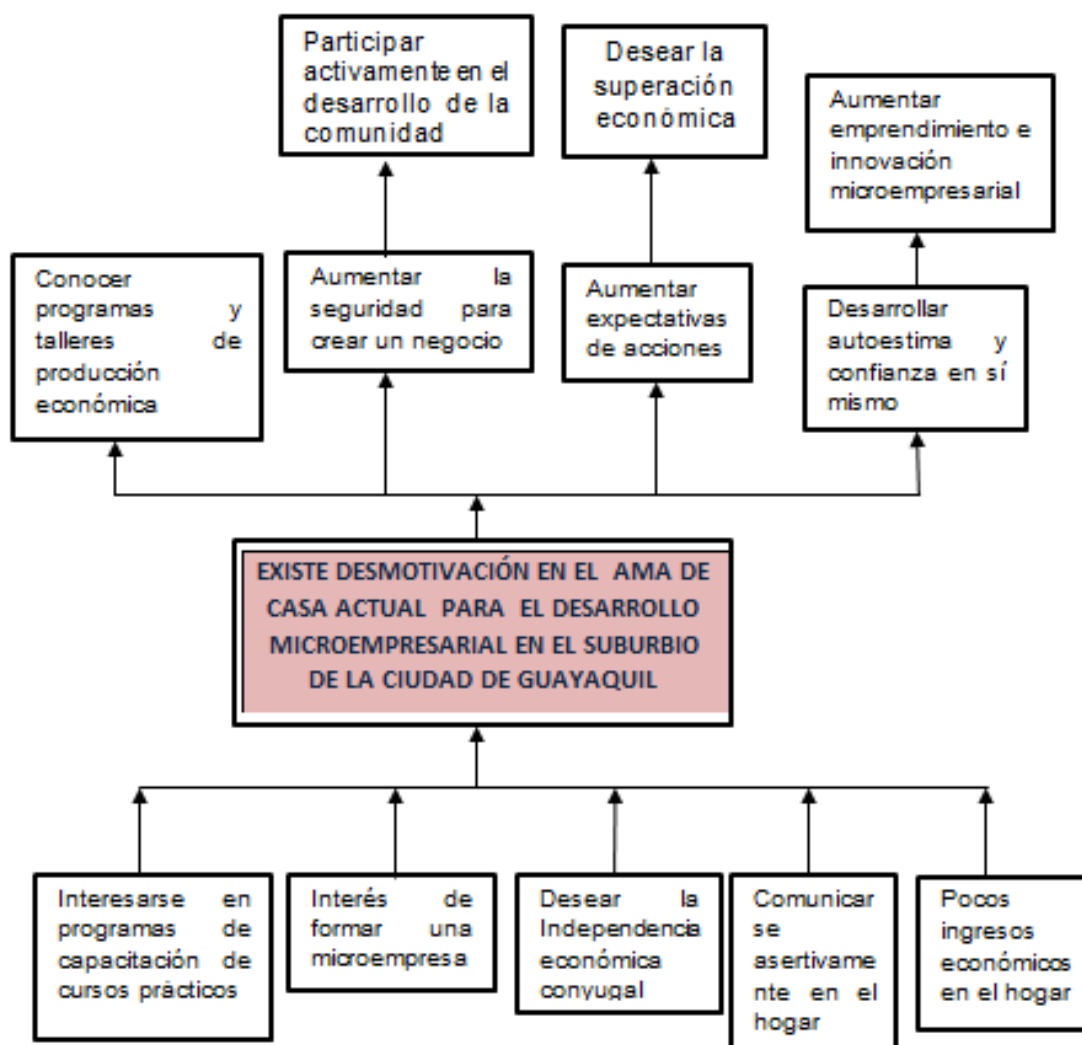 Participar
activamente en el
desarrollo de la
comunidad
Desear la
superación
económica
Aumentar
emprendimiento e
innovación
microempresarial
Conocer
programas y
talleres de
producción
económica
Aumentar la
seguridad para
crear un negocio
Aumentar
expectativas
de acciones
Desarrollar
autoestima y
confianza en sí
mismo
EXISTE DESMOTIVACIÓN EN EL AMA DE
CASA ACTUAL PARA EL DESARROLLO
MICROEMPRESARIAL EN EL SUBURBIO
DE LA CIUDAD DE GUAYAQUIL
Interesarse en
programas de
capacitación de
cursos prácticos
Interés de
formar una
microempresa
Desear la
Independencia
económica
conyugal
Comunicar
se
asertivame
nte en el
hogar
Pocos
ingresos
económicos
en el hogar